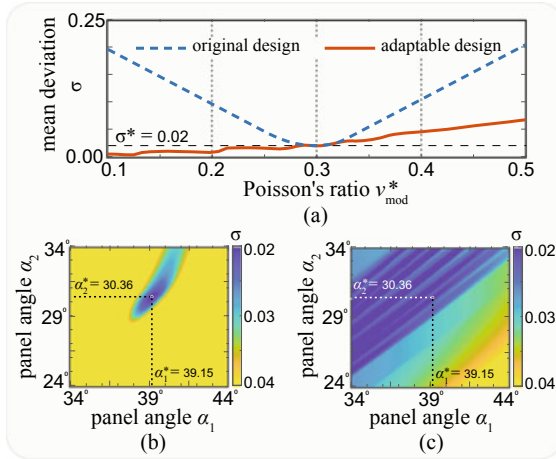 0.25
original design
adaptable design
mean deviation
σ
σ* = 0.02
0.00
0.1
0.2
0.3
0.4
0.5
Poisson's ratio ν*mod
(a)
34°
29°
24°
panel angle α2
α2* = 30.36
α1* = 39.15
34°
39°
44°
panel angle α1
(b)
σ
0.02
0.03
0.04
34°
29°
24°
panel angle α2
α2* = 30.36
α1* = 39.15
34°
39°
44°
panel angle α1
(c)
σ
0.02
0.03
0.04